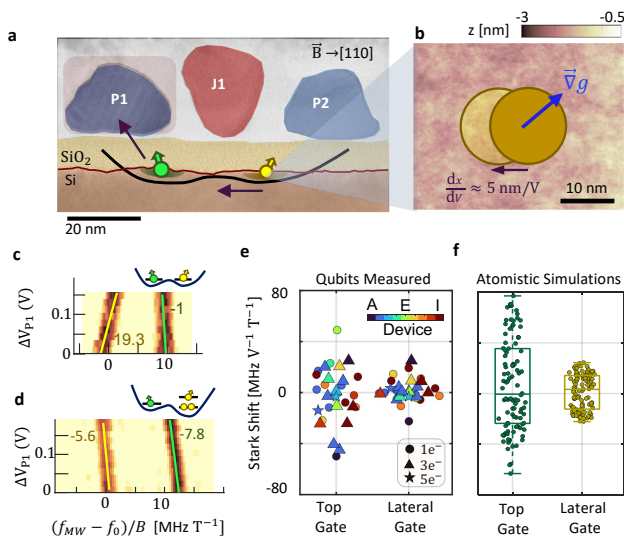 a
B→[110]
P1
J1
P2
SiO2
Si
20 nm
b
z [nm]
-3
-0.5
∇g
dx/dV ≈ 5 nm/V
10 nm
c
ΔVP1 (V)
0.1
0
19.3
-1
0
10
d
ΔVP1 (V)
0.1
0
-5.6
-7.8
0
10
(fMW − f0)/B [MHz T−1]
e
Qubits Measured
Stark Shift [MHz V−1 T−1]
80
0
-80
A E I
Device
1e−
3e−
5e−
Top Gate
Lateral Gate
f
Atomistic Simulations
Top Gate
Lateral Gate